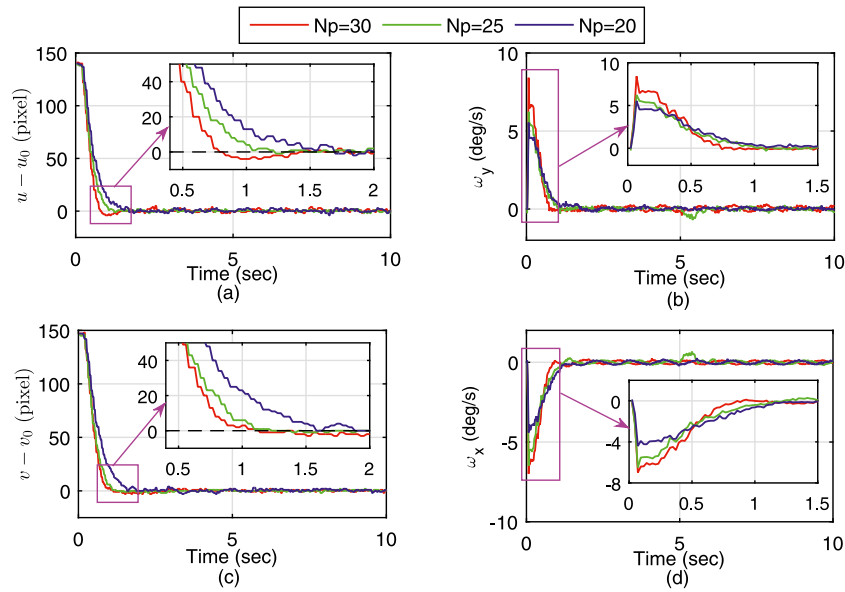 Np=30 Np=25 Np=20
150
100
50
0
u − u₀ (pixel)
40
20
0
0.5 1 1.5 2
0 5 10
Time (sec)
(a)
10
5
0
ω_y (deg/s)
8
4
0
0 0.5 1 1.5
0 5 10
Time (sec)
(b)
150
100
50
0
v − v₀ (pixel)
40
20
0
0.5 1 1.5 2
0 5 10
Time (sec)
(c)
0
-5
-10
ω_x (deg/s)
0
-4
-8
0 0.5 1 1.5
0 5 10
Time (sec)
(d)